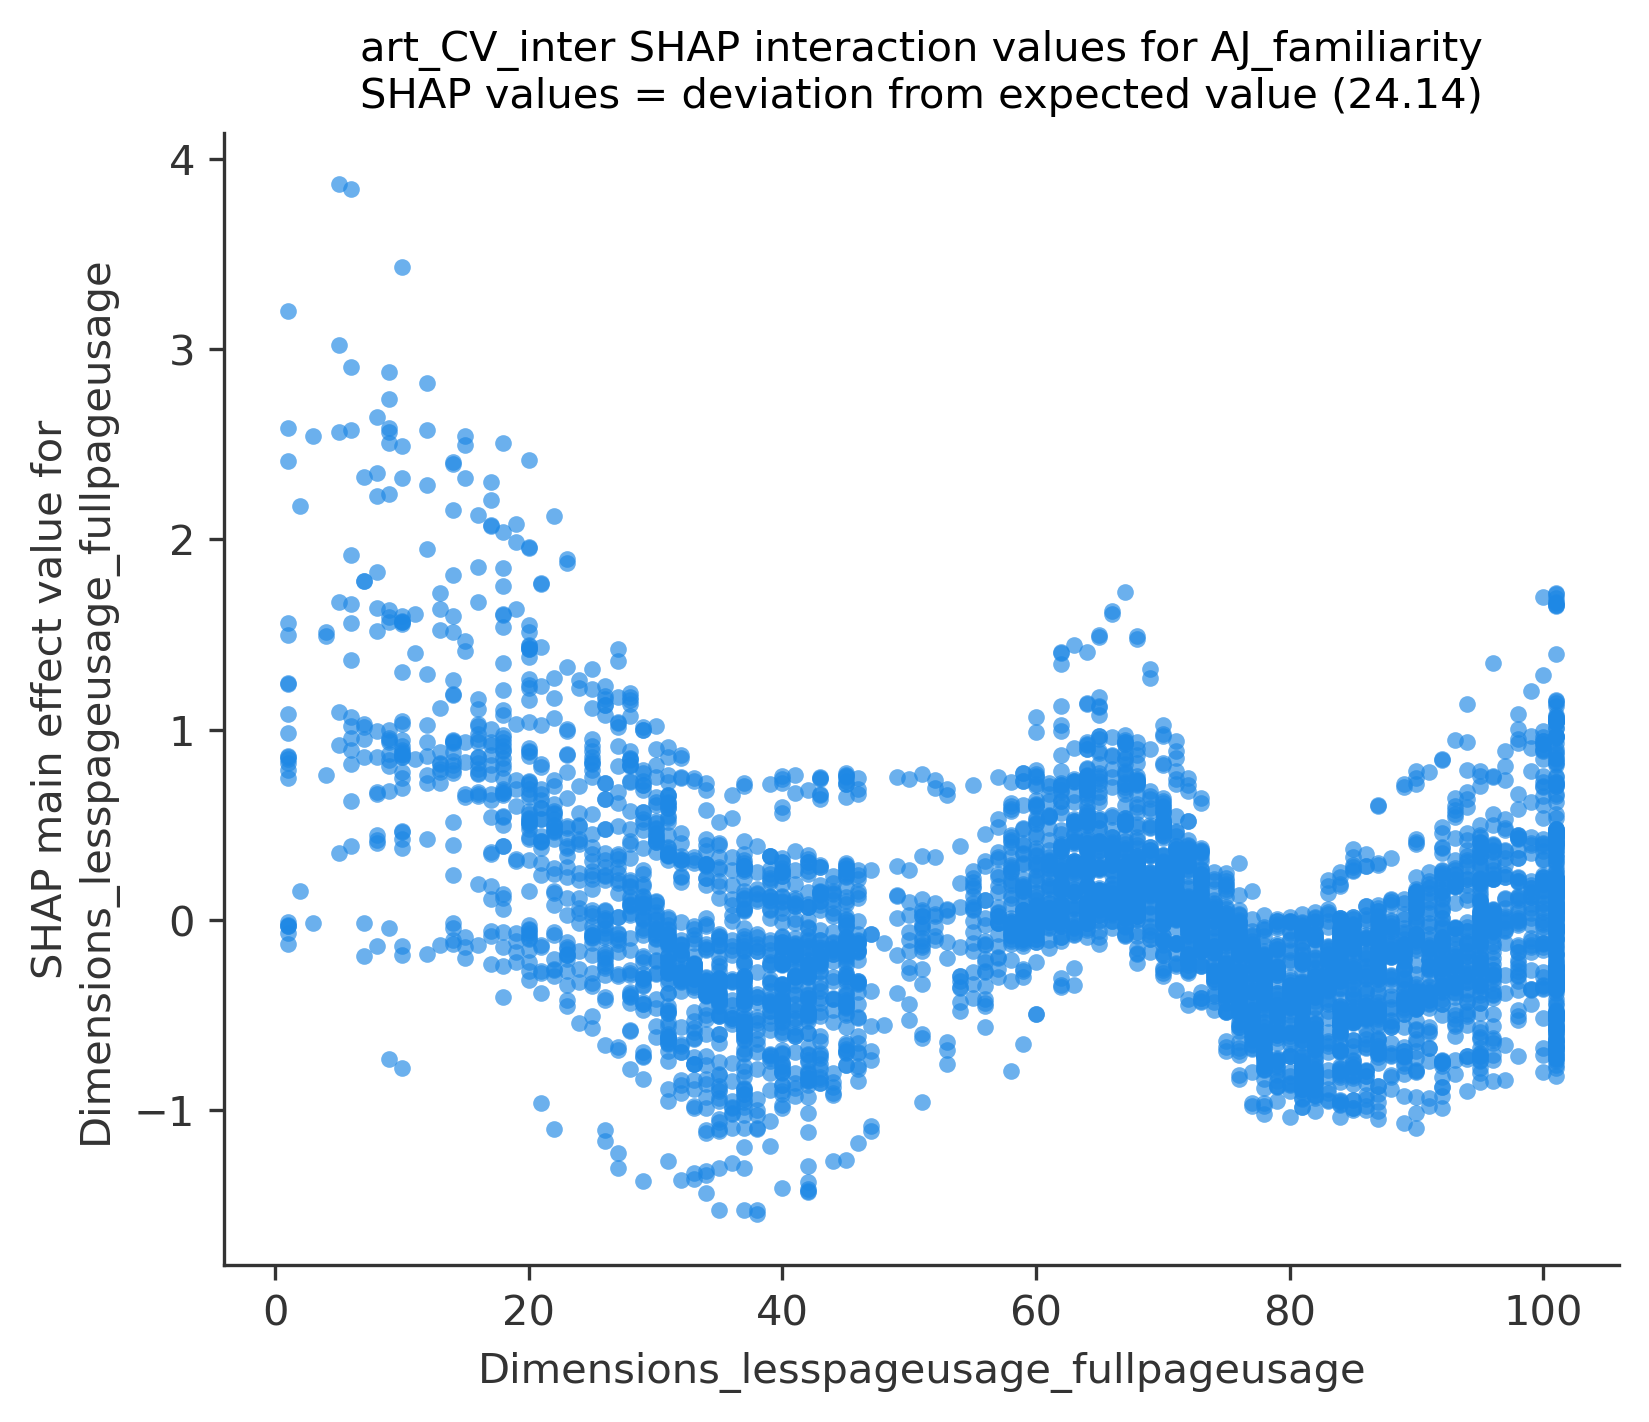 art_CV_inter SHAP interaction values for AJ_familiarity
SHAP values = deviation from expected value (24.14)
SHAP main effect value for
Dimensions_lesspageusage_fullpageusage
4
3
2
1
0
−1
0
20
40
60
80
100
Dimensions_lesspageusage_fullpageusage